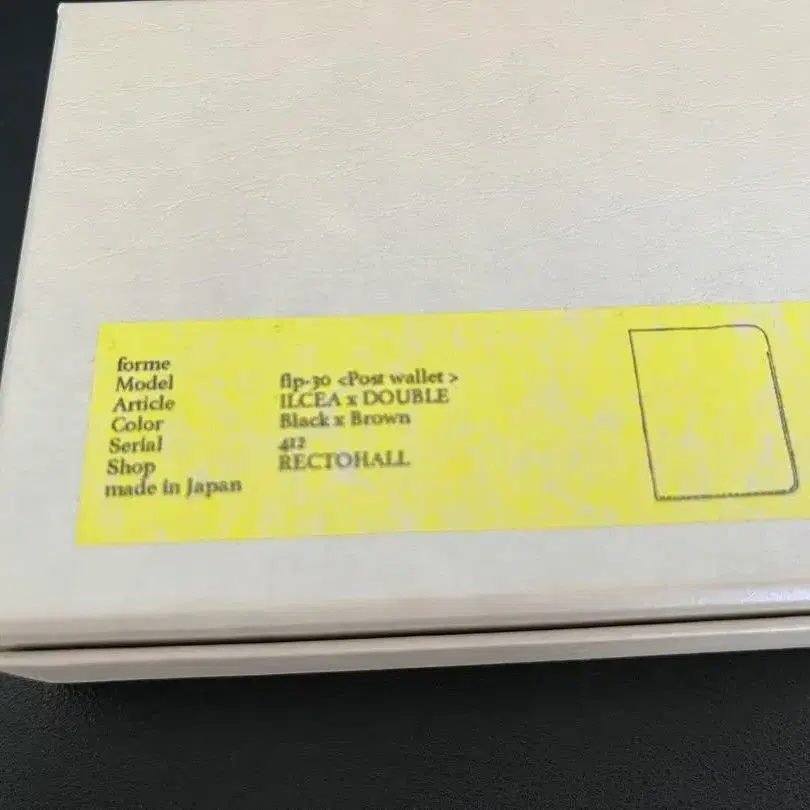 forme
Model flp-30 <Post wallet >
Article ILCEA x DOUBLE
Color Black x Brown
Serial 412
Shop RECTOHALL
made in Japan